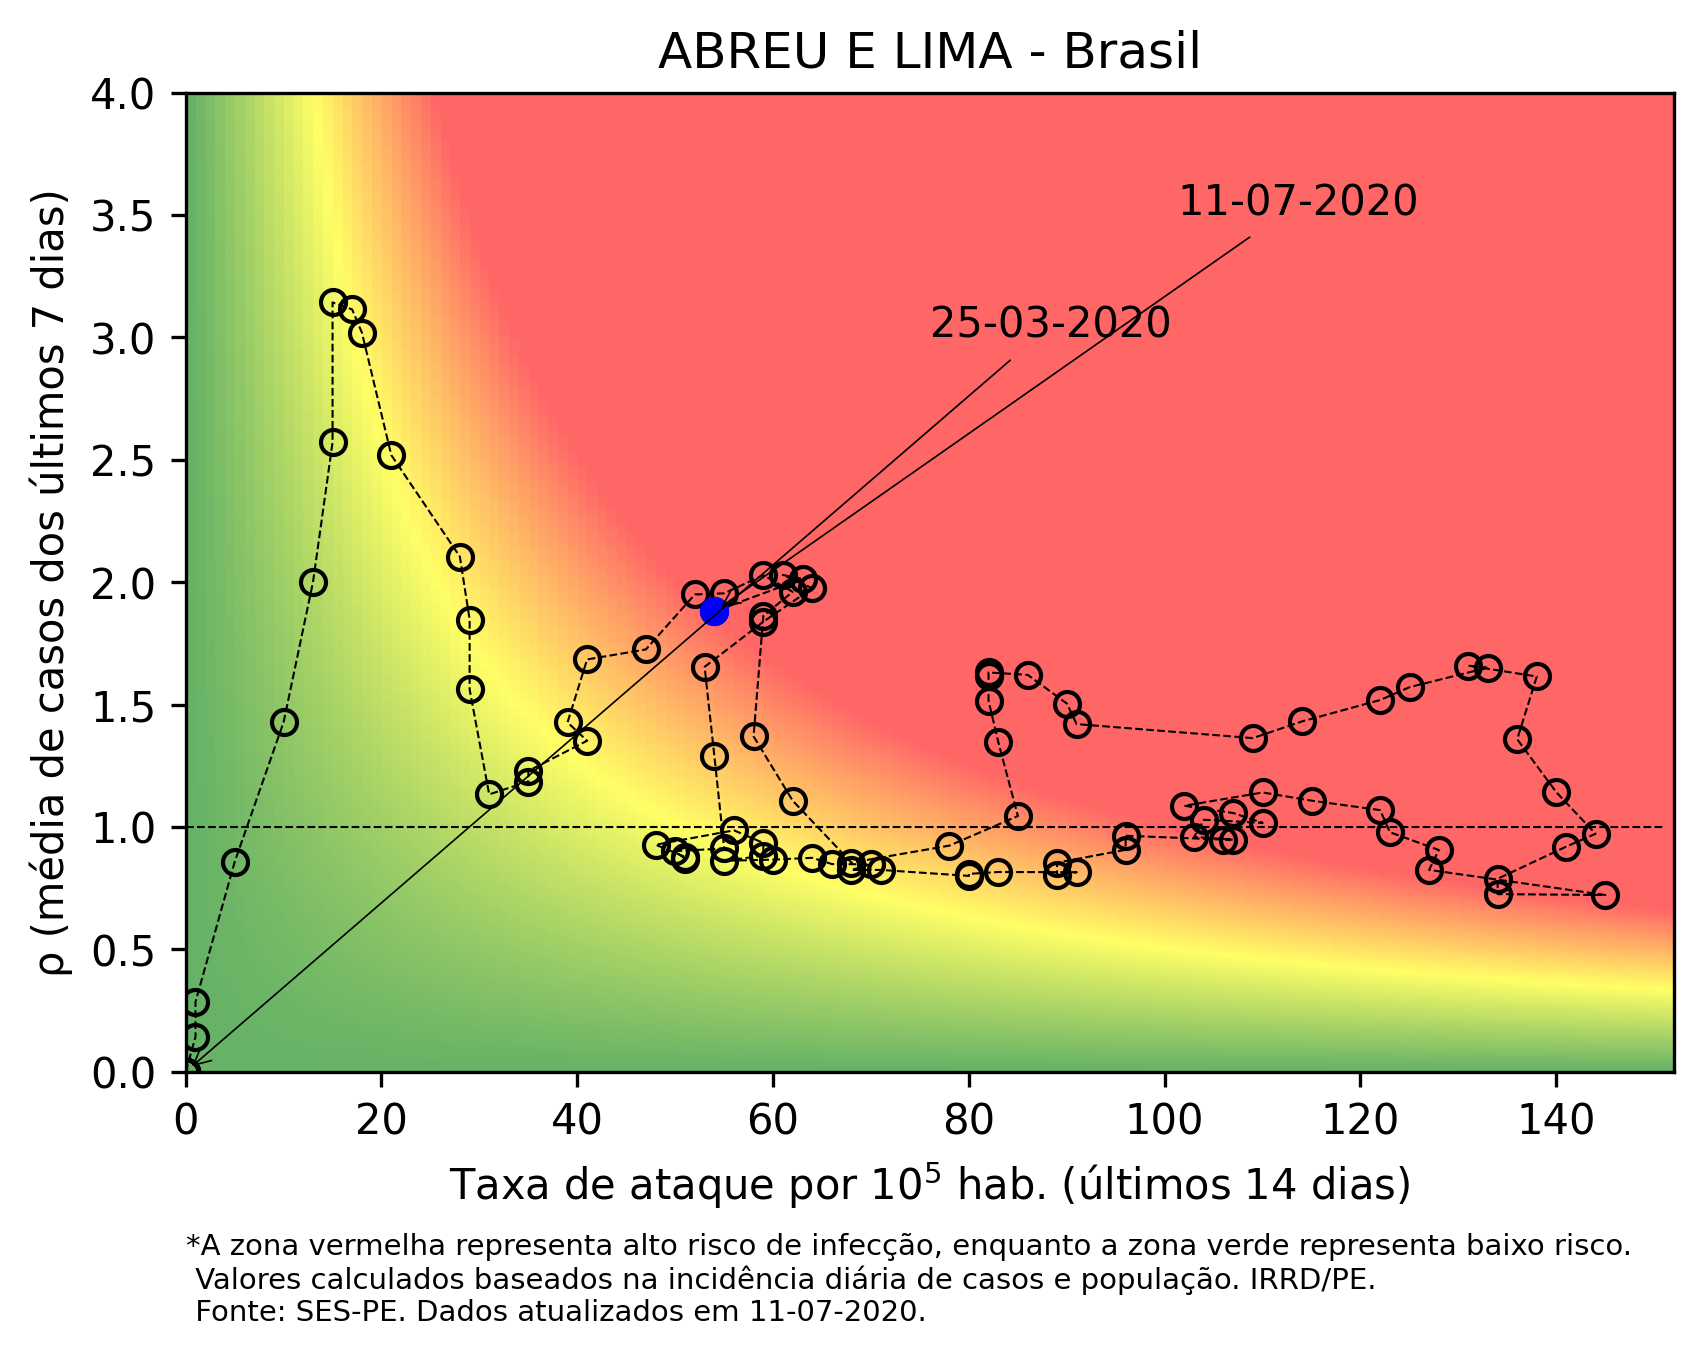 ABREU E LIMA - Brasil
4.0
3.5
3.0
2.5
2.0
1.5
1.0
0.5
0.0
ρ (média de casos dos últimos 7 dias)
11-07-2020
25-03-2020
0 20 40 60 80 100 120 140
Taxa de ataque por 10⁵ hab. (últimos 14 dias)
*A zona vermelha representa alto risco de infecção, enquanto a zona verde representa baixo risco.
Valores calculados baseados na incidência diária de casos e população. IRRD/PE.
Fonte: SES-PE. Dados atualizados em 11-07-2020.